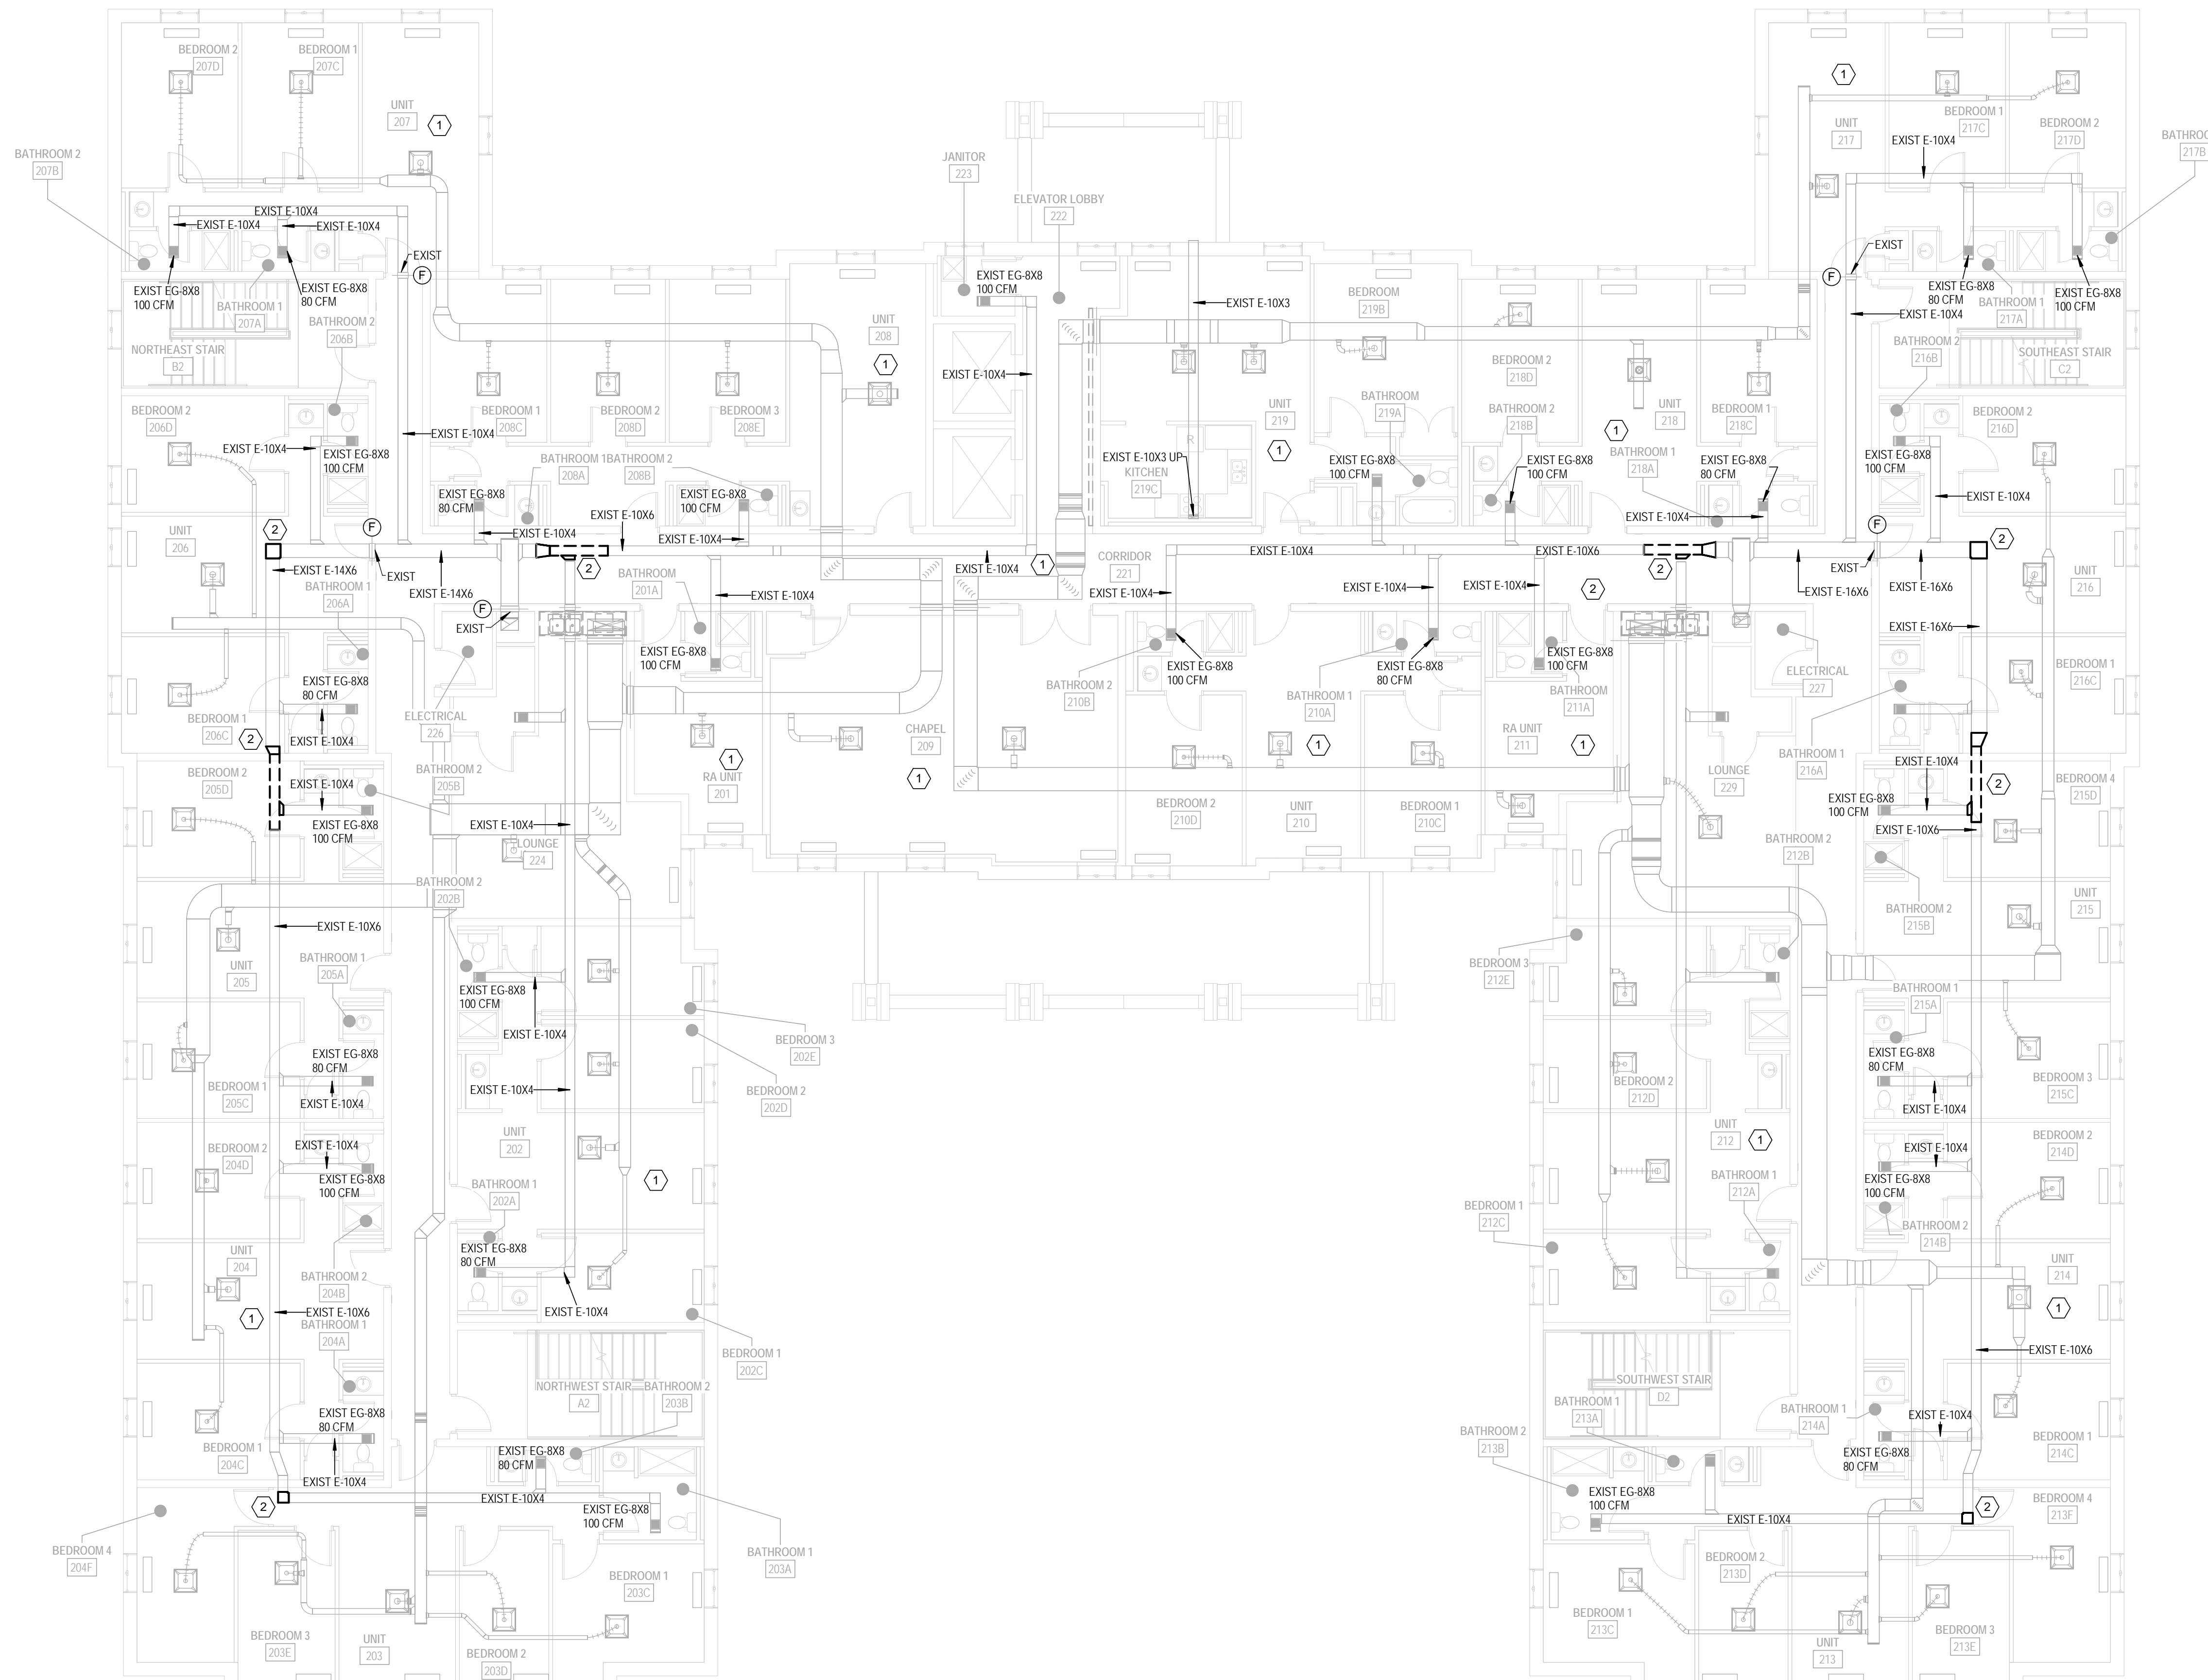 BEDROOM 2
207D
BEDROOM 1
207C
UNIT
207
1
BATHROOM 2
207B
EXIST E-10X4
EXIST E-10X4
EXIST E-10X4
EXIST
F
EXIST EG-8X8
100 CFM
EXIST EG-8X8
80 CFM
BATHROOM 1
207A
BATHROOM 2
206B
NORTHEAST STAIR
B2
BEDROOM 2
206D
EXIST E-10X4
EXIST E-10X4
EXIST EG-8X8
100 CFM
BEDROOM 1
208C
BEDROOM 2
208D
BEDROOM 3
208E
UNIT
208
1
BATHROOM 1
208A
BATHROOM 2
208B
EXIST EG-8X8
80 CFM
EXIST EG-8X8
100 CFM
EXIST E-10X4
EXIST E-10X6
EXIST E-10X4
JANITOR
223
ELEVATOR LOBBY
222
EXIST EG-8X8
100 CFM
EXIST E-10X3
EXIST E-10X4
BEDROOM
219B
UNIT
219
1
BATHROOM
219A
R
EXIST E-10X3 UP
KITCHEN
219C
EXIST EG-8X8
100 CFM
BEDROOM 2
218D
BATHROOM 2
218B
EXIST EG-8X8
100 CFM
1
UNIT
218
BEDROOM 1
218C
BATHROOM 1
218A
EXIST EG-8X8
80 CFM
EXIST E-10X4
1
UNIT
217
BEDROOM 1
217C
BEDROOM 2
217D
EXIST E-10X4
BATHROO
217B
EXIST
F
EXIST EG-8X8
80 CFM
BATHROOM 1
217A
EXIST EG-8X8
100 CFM
EXIST E-10X4
BATHROOM 2
216B
SOUTHEAST STAIR
C2
BEDROOM 2
216D
EXIST EG-8X8
100 CFM
EXIST E-10X4
F
2
UNIT
206
2
F
EXIST E-14X6
EXIST
EXIST E-14X6
BATHROOM 1
206A
F
EXIST
2
BATHROOM
201A
EXIST E-10X4
EXIST E-10X4
1
CORRIDOR
221
EXIST E-10X4
EXIST E-10X4
EXIST E-10X4
EXIST E-10X6
EXIST E-10X4
2
2
EXIST
EXIST E-16X6
EXIST E-16X6
EXIST E-16X6
UNIT
216
EXIST EG-8X8
80 CFM
BEDROOM 1
206C
2
EXIST E-10X4
ELECTRICAL
226
EXIST EG-8X8
100 CFM
1
RA UNIT
201
CHAPEL
209
1
BATHROOM 2
210B
EXIST EG-8X8
100 CFM
BATHROOM 1
210A
EXIST EG-8X8
80 CFM
EXIST EG-8X8
100 CFM
BATHROOM
211A
1
RA UNIT
211
1
BEDROOM 2
210D
UNIT
210
BEDROOM 1
210C
ELECTRICAL
227
LOUNGE
229
BATHROOM 1
216A
BEDROOM 1
216C
BEDROOM 2
205D
EXIST E-10X4
EXIST EG-8X8
100 CFM
BATHROOM 2
205B
EXIST E-10X4
LOUNGE
224
BATHROOM 2
202B
EXIST E-10X4
EXIST EG-8X8
100 CFM
2
EXIST E-10X6
BEDROOM 4
215D
BATHROOM 2
212B
BATHROOM 2
215B
UNIT
215
EXIST E-10X6
UNIT
205
BATHROOM 1
205A
EXIST EG-8X8
100 CFM
EXIST E-10X4
BEDROOM 3
202E
BEDROOM 2
202D
BEDROOM 3
212E
BATHROOM 1
215A
EXIST EG-8X8
80 CFM
EXIST E-10X4
BEDROOM 3
215C
BEDROOM 1
205C
EXIST EG-8X8
80 CFM
EXIST E-10X4
EXIST E-10X4
UNIT
202
1
BEDROOM 2
212D
UNIT
212
1
BEDROOM 2
204D
EXIST E-10X4
EXIST EG-8X8
100 CFM
BATHROOM 1
202A
EXIST EG-8X8
80 CFM
EXIST E-10X4
BEDROOM 1
212C
BATHROOM 1
212A
EXIST E-10X4
BEDROOM 2
214D
EXIST EG-8X8
100 CFM
BATHROOM 2
214B
UNIT
204
1
BATHROOM 2
204B
EXIST E-10X6
BATHROOM 1
204A
UNIT
214
1
EXIST E-10X6
BEDROOM 1
202C
NORTHWEST STAIR
A2
BATHROOM 2
203B
EXIST EG-8X8
80 CFM
BEDROOM 1
204C
EXIST E-10X4
2
EXIST EG-8X8
80 CFM
EXIST E-10X4
EXIST EG-8X8
100 CFM
BATHROOM 1
203A
BEDROOM 4
204F
BEDROOM 3
203E
UNIT
203
BEDROOM 2
203D
BEDROOM 1
203C
SOUTHWEST STAIR
D2
BATHROOM 1
213A
BATHROOM 2
213B
EXIST EG-8X8
100 CFM
EXIST E-10X4
BATHROOM 1
214A
EXIST E-10X4
EXIST EG-8X8
80 CFM
BEDROOM 1
214C
2
BEDROOM 4
213F
BEDROOM 2
213D
BEDROOM 1
213C
UNIT
213
BEDROOM 3
213E